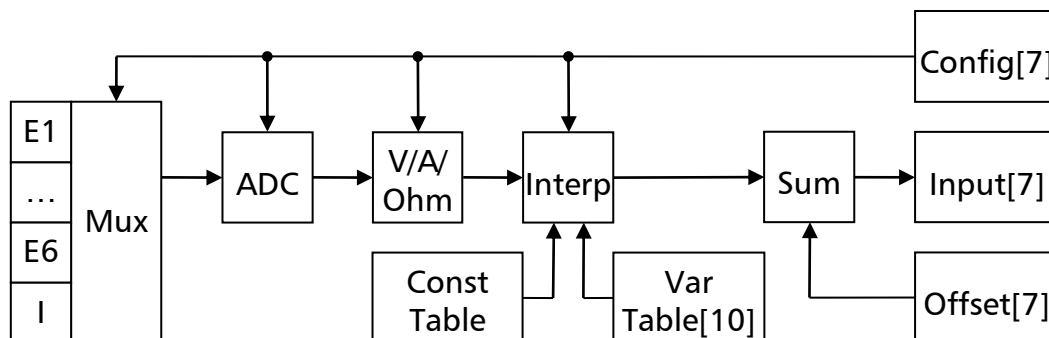 Config[7]
E1
…
E6
I
Mux
ADC
V/A/
Ohm
Interp
Sum
Input[7]
Const
Table
Var
Table[10]
Offset[7]